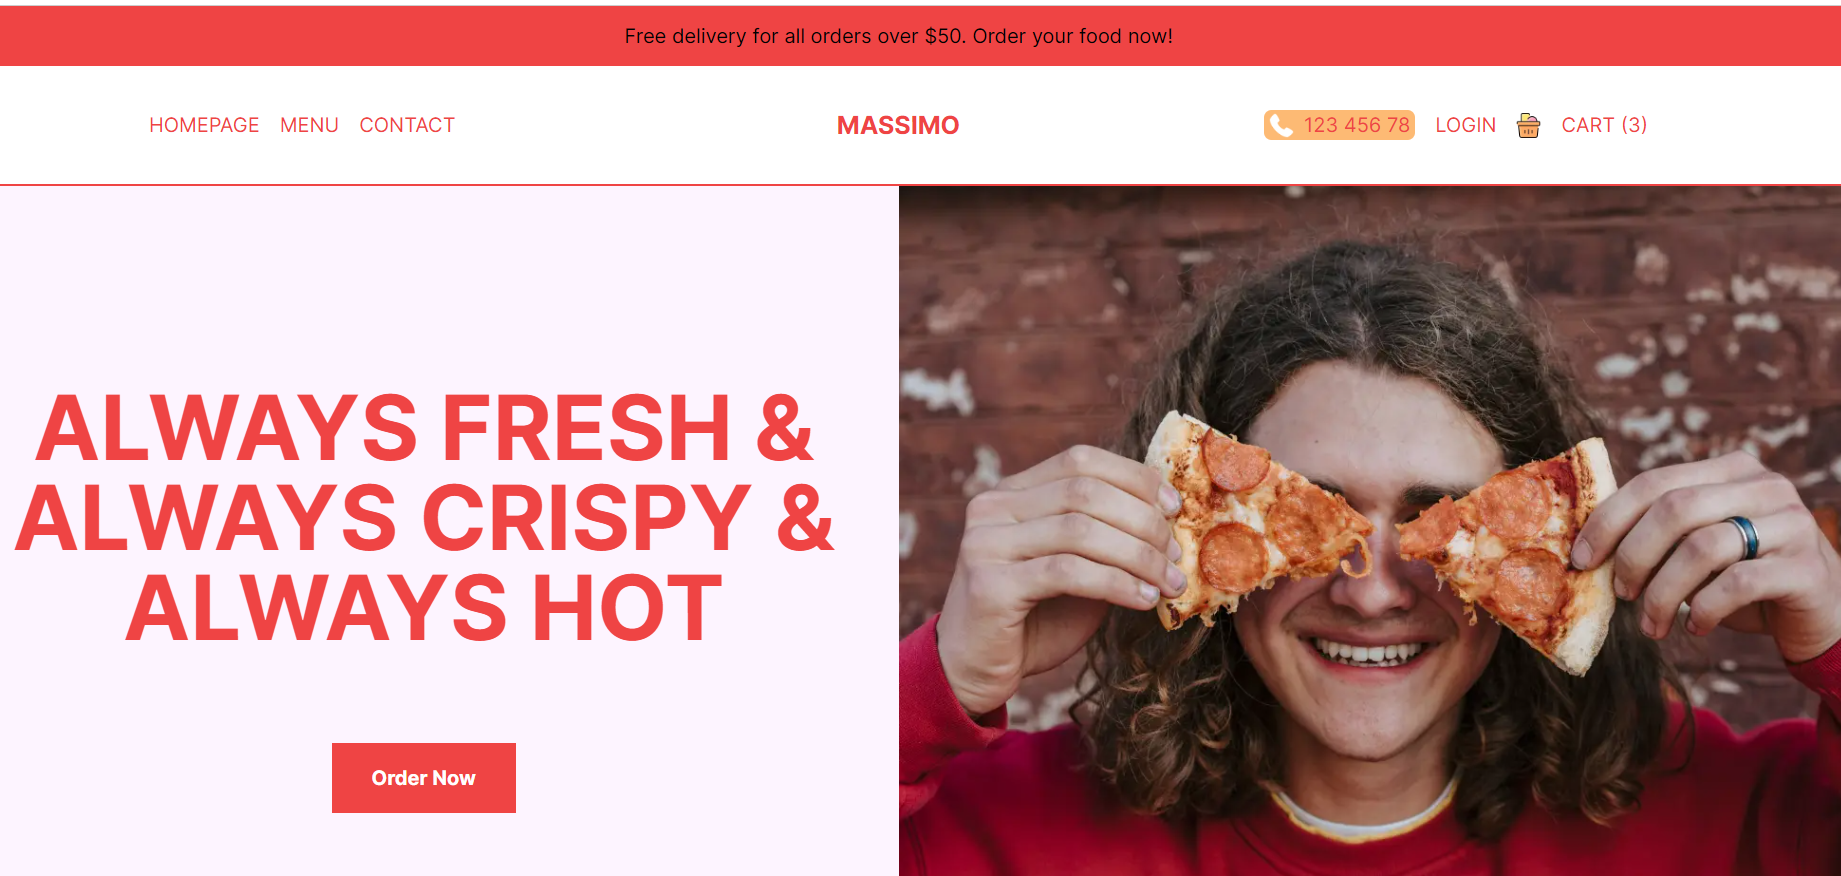 Free delivery for all orders over $50. Order your food now!
HOMEPAGE MENU CONTACT MASSIMO 123 456 78 LOGIN CART (3)
ALWAYS FRESH &
ALWAYS CRISPY &
ALWAYS HOT
Order Now